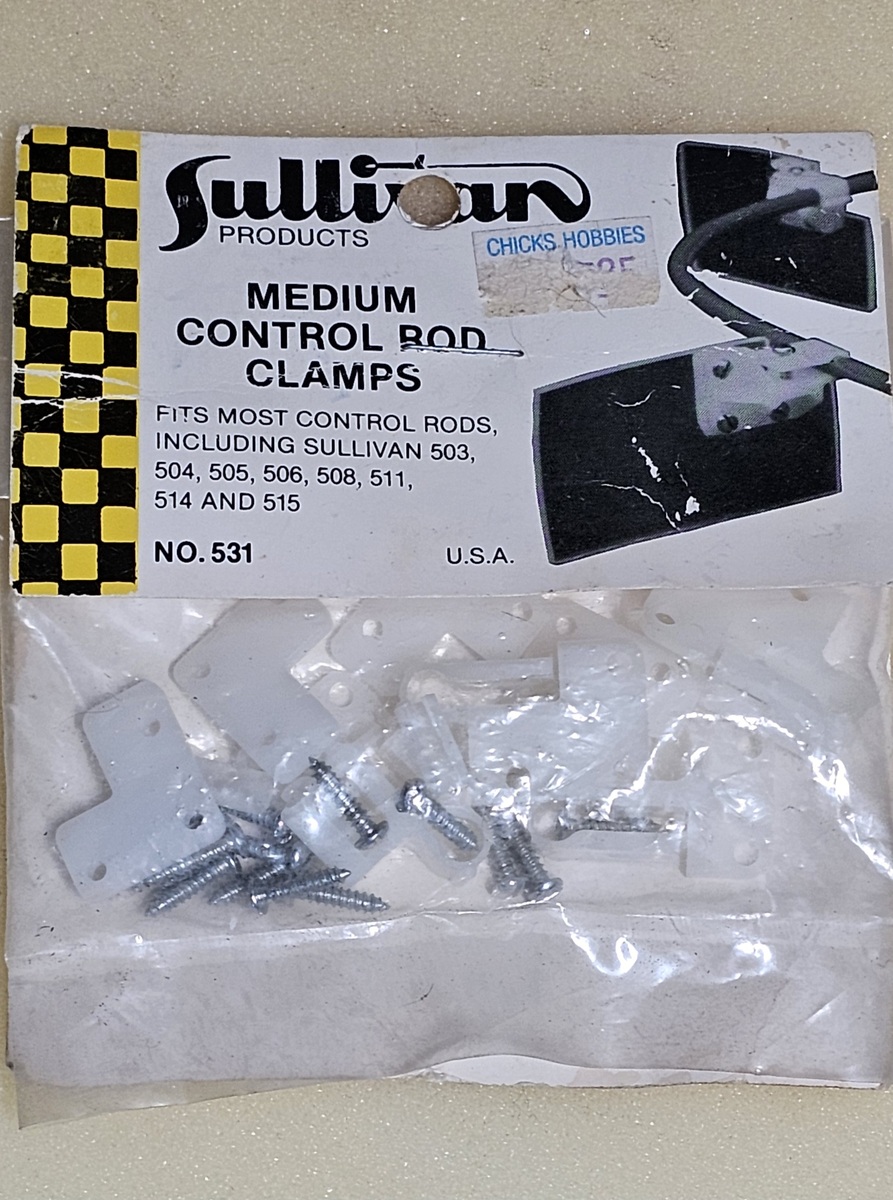 Sullivan
PRODUCTS
CHICKS HOBBIES
MEDIUM
CONTROL ROD
CLAMPS
FITS MOST CONTROL RODS,
INCLUDING SULLIVAN 503,
504, 505, 506, 508, 511,
514 AND 515
NO. 531
U.S.A.